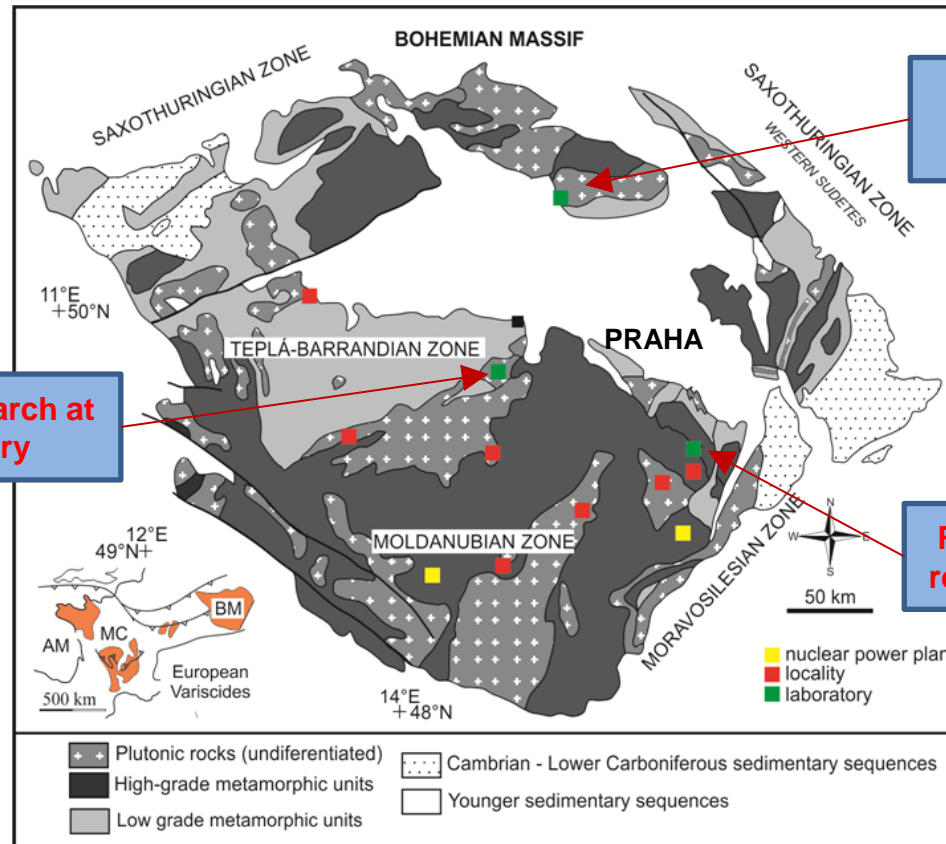 BOHEMIAN MASSIF
SAXOTHURINGIAN ZONE
SAXOTHURINGIAN ZONE
WESTERN SUDETES
11°E
+50°N
TEPLÁ-BARRANDIAN ZONE
PRAHA
arch at
ry
MOLDANUBIAN ZONE
MORAVOSILESIAN ZONE
N
W
E
S
50 km
R
re
12°E
49°N+
BM
AM
MC
European
Variscides
500 km
14°E
+48°N
nuclear power plan
locality
laboratory
Plutonic rocks (undiferentiated)
High-grade metamorphic units
Low grade metamorphic units
Cambrian - Lower Carboniferous sedimentary sequences
Younger sedimentary sequences